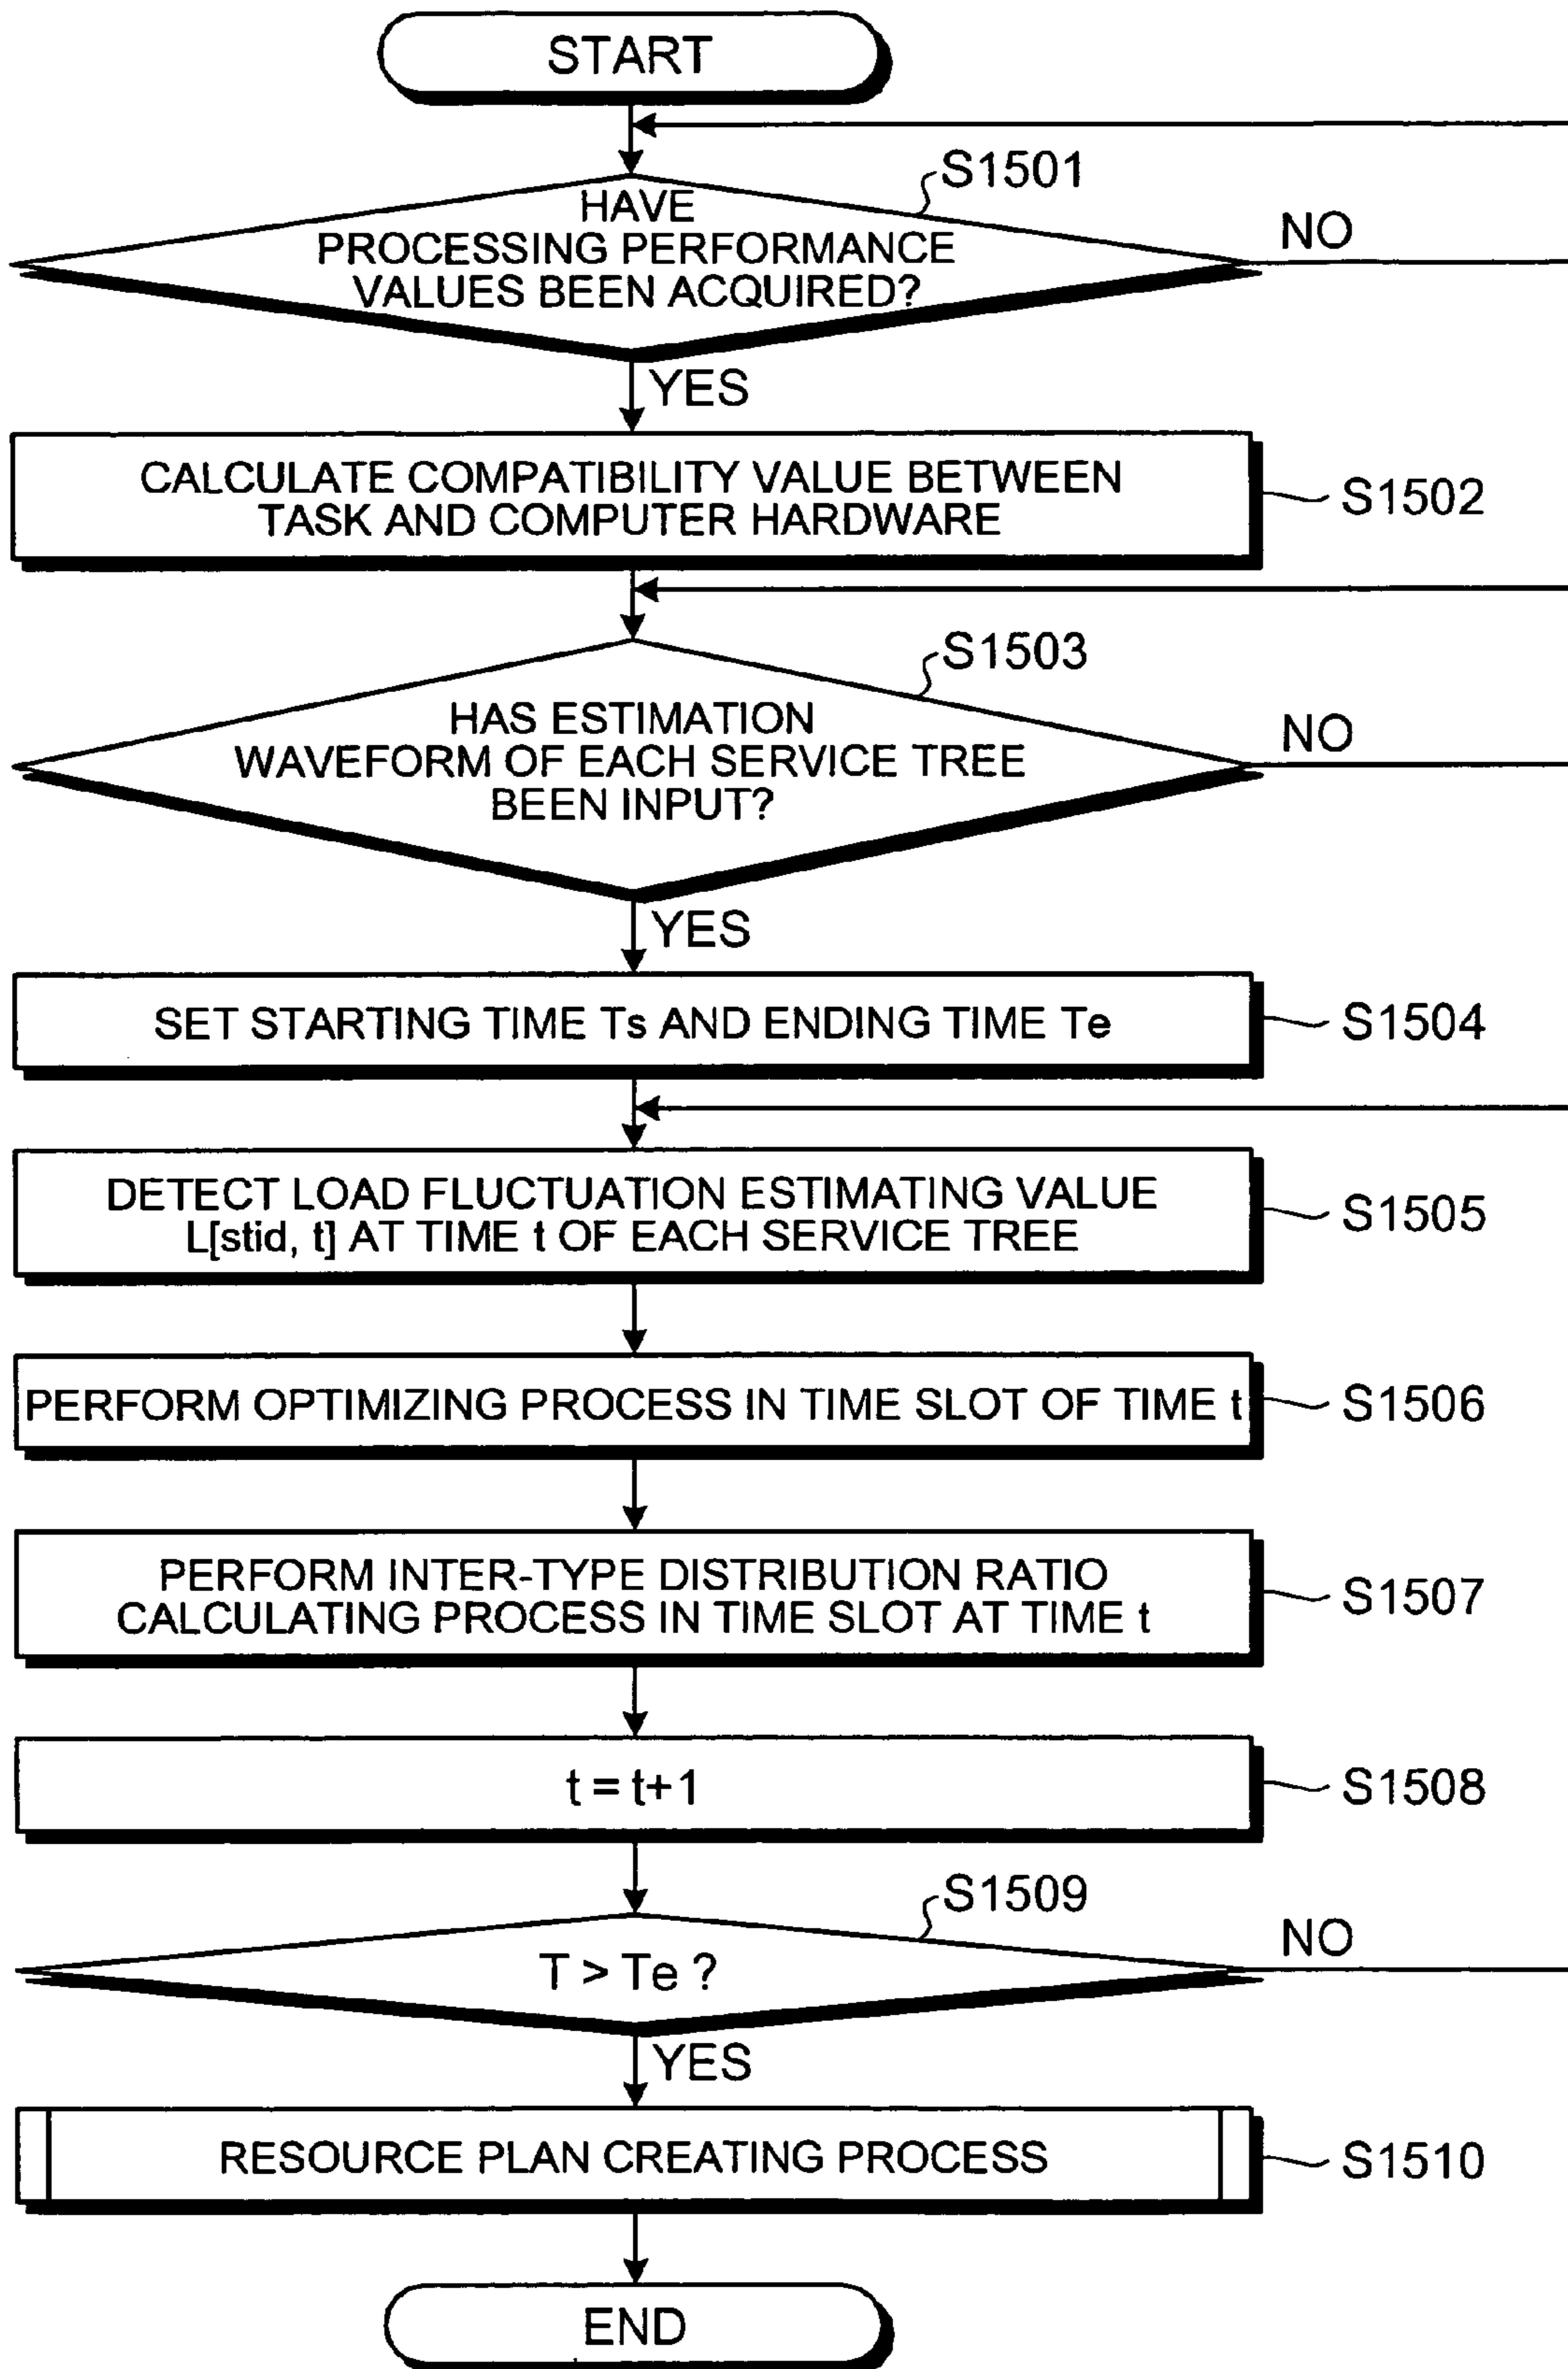 START
S1501
HAVE
PROCESSING PERFORMANCE
VALUES BEEN ACQUIRED?
NO
YES
CALCULATE COMPATIBILITY VALUE BETWEEN
TASK AND COMPUTER HARDWARE
S1502
S1503
HAS ESTIMATION
WAVEFORM OF EACH SERVICE TREE
BEEN INPUT?
NO
YES
SET STARTING TIME Ts AND ENDING TIME Te
S1504
DETECT LOAD FLUCTUATION ESTIMATING VALUE
L[stid, t] AT TIME t OF EACH SERVICE TREE
S1505
PERFORM OPTIMIZING PROCESS IN TIME SLOT OF TIME t
S1506
PERFORM INTER-TYPE DISTRIBUTION RATIO
CALCULATING PROCESS IN TIME SLOT AT TIME t
S1507
t = t+1
S1508
S1509
T > Te ?
NO
YES
RESOURCE PLAN CREATING PROCESS
S1510
END